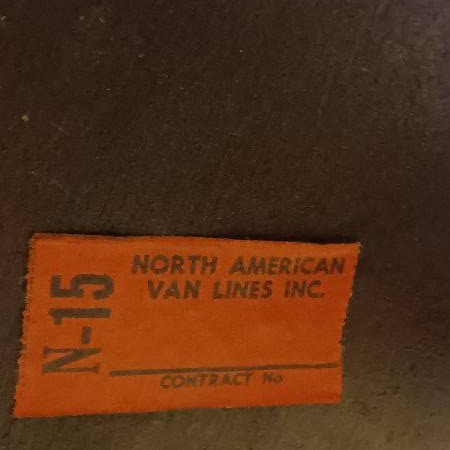 N-15
NORTH AMERICAN
VAN LINES INC.
CONTRACT No